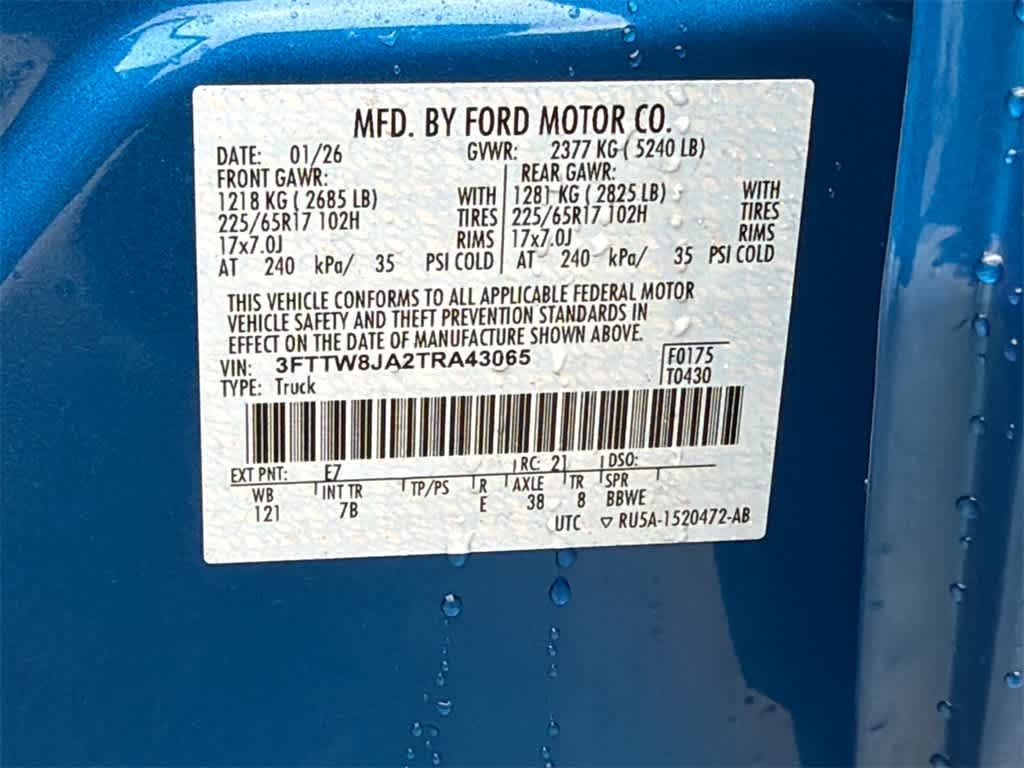 MFD. BY FORD MOTOR CO.
DATE: 01/26 GVWR: 2377 KG ( 5240 LB)
FRONT GAWR: REAR GAWR:
1218 KG ( 2685 LB) WITH 1281 KG ( 2825 LB) WITH
225/65R17 102H TIRES 225/65R17 102H TIRES
17x7.0J RIMS 17x7.0J RIMS
AT 240 kPa/ 35 PSI COLD AT 240 kPa/ 35 PSI COLD
THIS VEHICLE CONFORMS TO ALL APPLICABLE FEDERAL MOTOR
VEHICLE SAFETY AND THEFT PREVENTION STANDARDS IN
EFFECT ON THE DATE OF MANUFACTURE SHOWN ABOVE.
VIN: 3FTTW8JA2TRA43065 F0175
TYPE: Truck T0430
EXT PNT: E7 RC: 21 DSO:
WB INT TR TP/PS R AXLE TR SPR
121 7B E 38 8 BBWE
UTC ▽ RU5A-1520472-AB